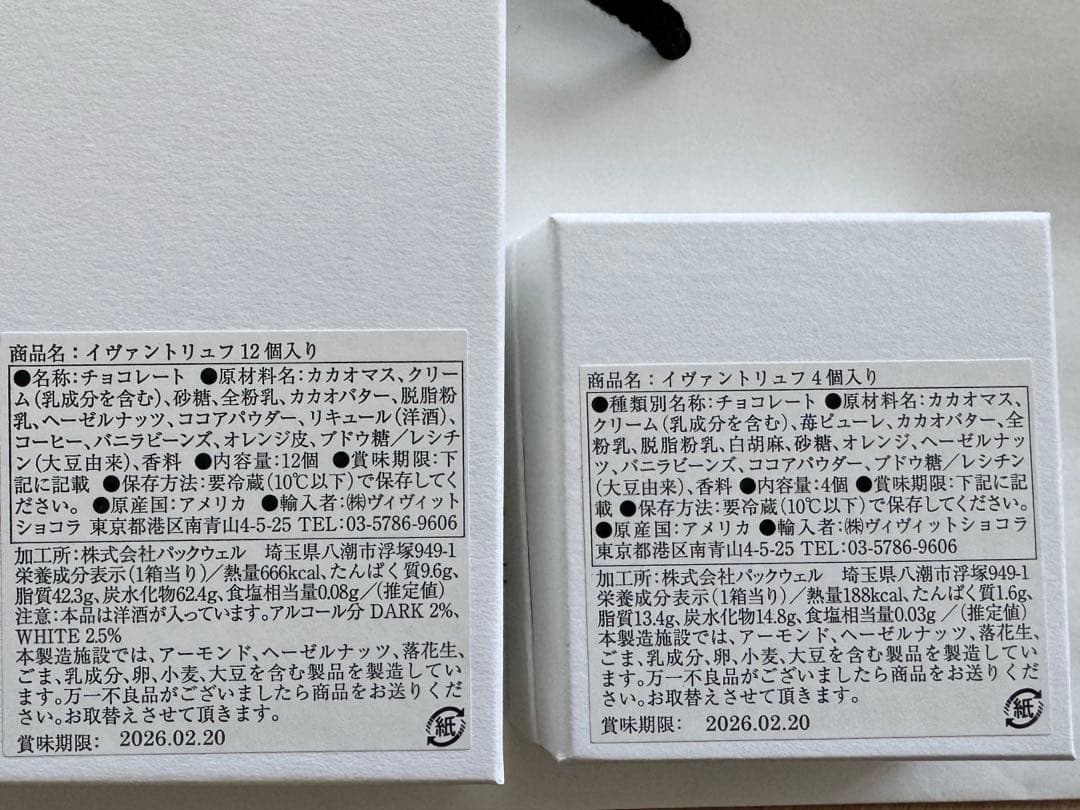 商品名：イヴァントリュフ12個入り
●名称：チョコレート ●原材料名：カカオマス、クリー
ム（乳成分を含む）、砂糖、全粉乳、カカオバター、脱脂粉
乳、ヘーゼルナッツ、ココアパウダー、リキュール（洋酒）、
コーヒー、バニラビーンズ、オレンジ皮、ブドウ糖／レシチ
ン（大豆由来）、香料 ●内容量：12個 ●賞味期限：下
記に記載 ●保存方法：要冷蔵（10℃以下）で保存してく
ださい。 ●原産国：アメリカ ●輸入者：㈱ヴィヴィット
ショコラ 東京都港区南青山4-5-25 TEL：03-5786-9606
加工所：株式会社パックウェル 埼玉県八潮市浮塚949-1
栄養成分表示（1箱当り）／熱量666kcal、たんぱく質9.6g、
脂質42.3g、炭水化物62.4g、食塩相当量0.08g／（推定値）
注意：本品は洋酒が入っています。アルコール分 DARK 2%、
WHITE 2.5%
本製造施設では、アーモンド、ヘーゼルナッツ、落花生、
ごま、乳成分、卵、小麦、大豆を含む製品を製造してい
ます。万一不良品がございましたら商品をお送りくだ
さい。お取替えさせて頂きます。
賞味期限： 2026.02.20
紙
商品名：イヴァントリュフ4個入り
●種類別名称：チョコレート ●原材料名：カカオマス、
クリーム（乳成分を含む）、苺ピューレ、カカオバター、全
粉乳、脱脂粉乳、白胡麻、砂糖、オレンジ、ヘーゼルナッ
ツ、バニラビーンズ、ココアパウダー、ブドウ糖／レシチン
（大豆由来）、香料 ●内容量：4個 ●賞味期限：下記に記
載 ●保存方法：要冷蔵（10℃以下）で保存してください。
●原産国：アメリカ ●輸入者：㈱ヴィヴィットショコラ
東京都港区南青山4-5-25 TEL：03-5786-9606
加工所：株式会社パックウェル 埼玉県八潮市浮塚949-1
栄養成分表示（1箱当り）／熱量188kcal、たんぱく質1.6g、
脂質13.4g、炭水化物14.8g、食塩相当量0.03g／（推定値）
本製造施設では、アーモンド、ヘーゼルナッツ、落花生、
ごま、乳成分、卵、小麦、大豆を含む製品を製造してい
ます。万一不良品がございましたら商品をお送りくだ
さい。お取替えさせて頂きます。
賞味期限： 2026.02.20
紙